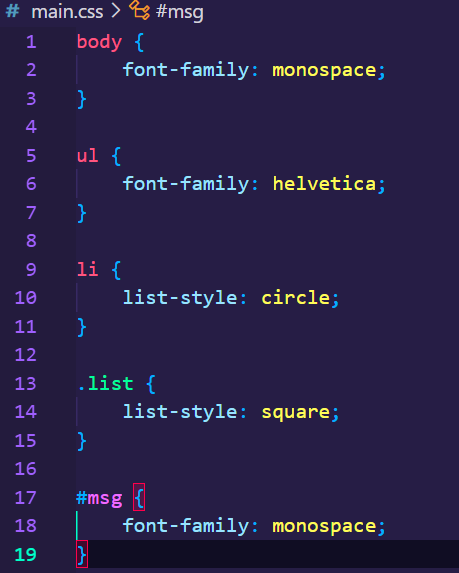 # main.css > #msg
1 body {
2     font-family: monospace;
3 }
4
5 ul {
6     font-family: helvetica;
7 }
8
9 li {
10     list-style: circle;
11 }
12
13 .list {
14     list-style: square;
15 }
16
17 #msg {
18     font-family: monospace;
19 }